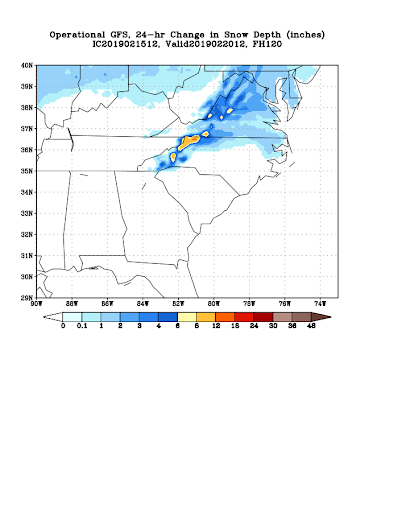 Operational GFS, 24-hr Change in Snow Depth (inches)
IC2019021512, Valid2019022012, FH120
40N
39N
38N
37N
36N
35N
34N
33N
32N
31N
30N
29N
90W 88W 86W 84W 82W 80W 78W 76W 74W
0 0.1 1 2 3 4 6 8 12 18 24 30 36 48